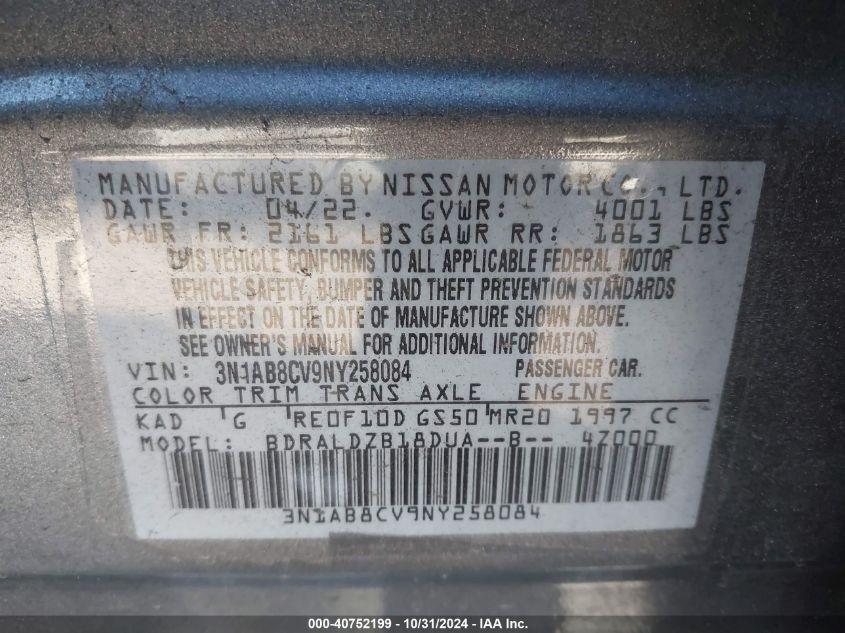 MANUFACTURED BY NISSAN MOTOR CO., LTD.
DATE: 04/22. GVWR: 4001 LBS
GAWR FR: 2161 LBS GAWR RR: 1863 LBS
THIS VEHICLE CONFORMS TO ALL APPLICABLE FEDERAL MOTOR
VEHICLE SAFETY, BUMPER AND THEFT PREVENTION STANDARDS
IN EFFECT ON THE DATE OF MANUFACTURE SHOWN ABOVE.
SEE OWNER'S MANUAL FOR ADDITIONAL INFORMATION.
VIN: 3N1AB8CV9NY258084 PASSENGER CAR.
COLOR TRIM TRANS AXLE ENGINE
KAD G RE0F10D GS50 MR20 1997 CC
MODEL: BDRALDZB18DUA--B-- 4Z000
3N1AB8CV9NY258084
000-40752199 - 10/31/2024 - © IAA, Inc.